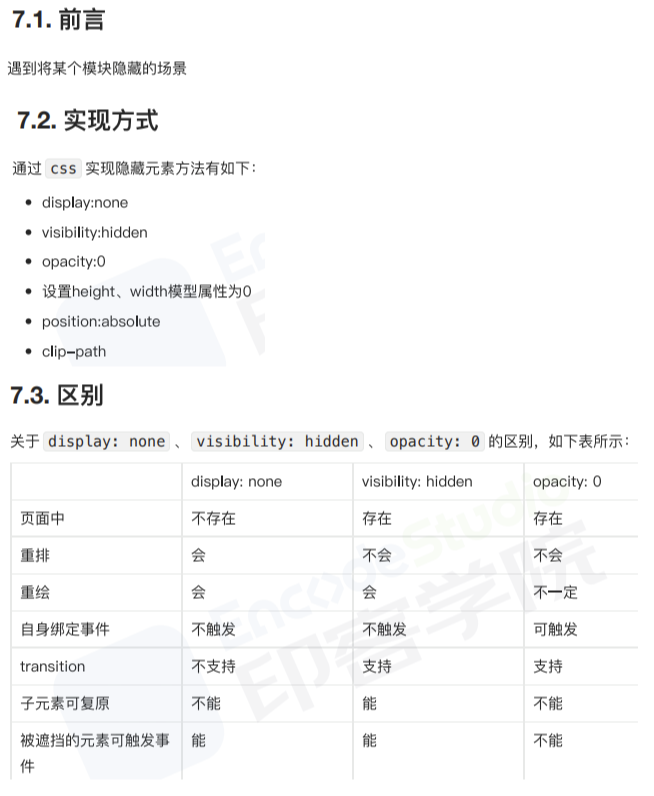 7.1. 前言
遇到将某个模块隐藏的场景
7.2. 实现方式
通过 css 实现隐藏元素方法有如下：
• display:none
• visibility:hidden
• opacity:0
• 设置height、width模型属性为0
• position:absolute
• clip-path
7.3. 区别
关于 display: none 、 visibility: hidden 、 opacity: 0 的区别，如下表所示：
display: none visibility: hidden opacity: 0
页面中 不存在 存在 存在
重排 会 不会 不会
重绘 会 会 不一定
自身绑定事件 不触发 不触发 可触发
transition 不支持 支持 支持
子元素可复原 不能 能 不能
被遮挡的元素可触发事 能 能 不能
件
EncodeStudio
印客学院